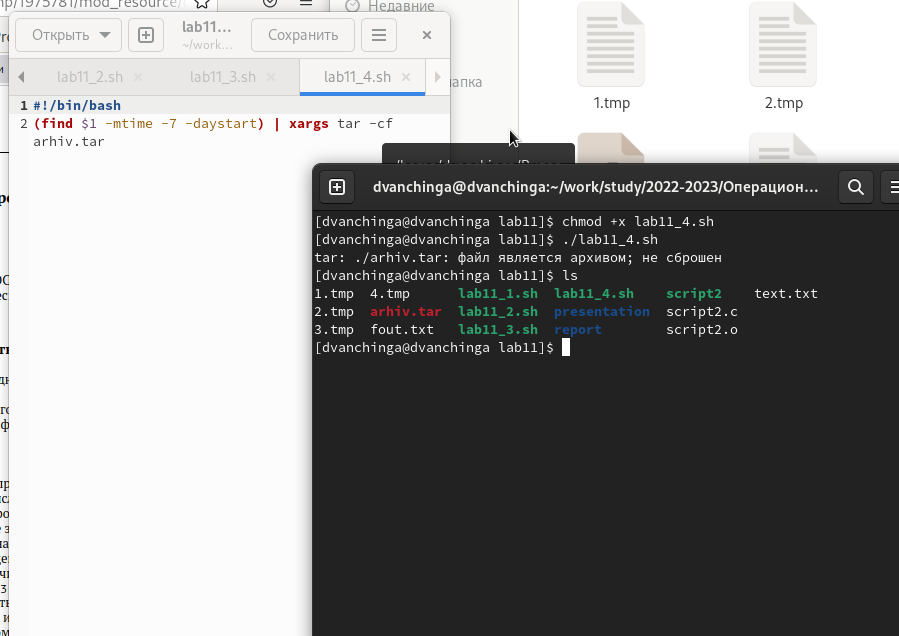 np/1975781/mod_resource/
Недавние
Открыть
lab11...
~/work...
Сохранить
lab11_2.sh
lab11_3.sh
lab11_4.sh
папка
1 #!/bin/bash
2 (find $1 -mtime -7 -daystart) | xargs tar -cf
arhiv.tar
1.tmp
2.tmp
dvanchinga@dvanchinga:~/work/study/2022-2023/Операцион...
[dvanchinga@dvanchinga lab11]$ chmod +x lab11_4.sh
[dvanchinga@dvanchinga lab11]$ ./lab11_4.sh
tar: ./arhiv.tar: файл является архивом; не сброшен
[dvanchinga@dvanchinga lab11]$ ls
1.tmp 4.tmp lab11_1.sh lab11_4.sh script2 text.txt
2.tmp arhiv.tar lab11_2.sh presentation script2.c
3.tmp fout.txt lab11_3.sh report script2.o
[dvanchinga@dvanchinga lab11]$